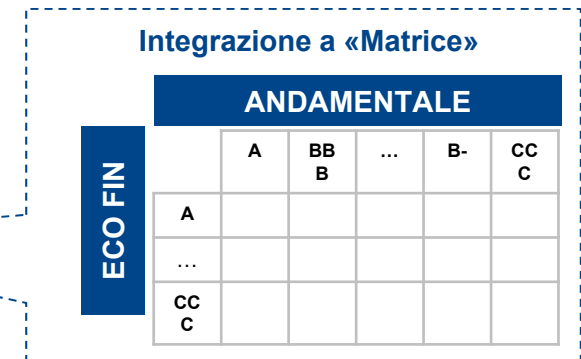 Integrazione a «Matrice»
ANDAMENTALE
ECO FIN
A BB … B- CC
B C
A
…
CC
C